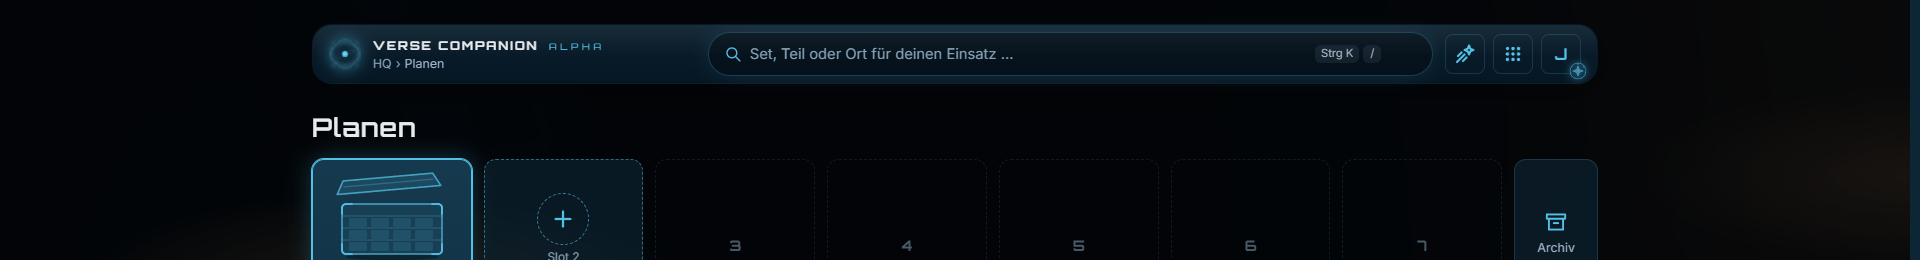 VERSE COMPANION ALPHA
HQ › Planen
Set, Teil oder Ort für deinen Einsatz ...
Strg K /
Planen
Slot 2
3
4
5
6
7
Archiv